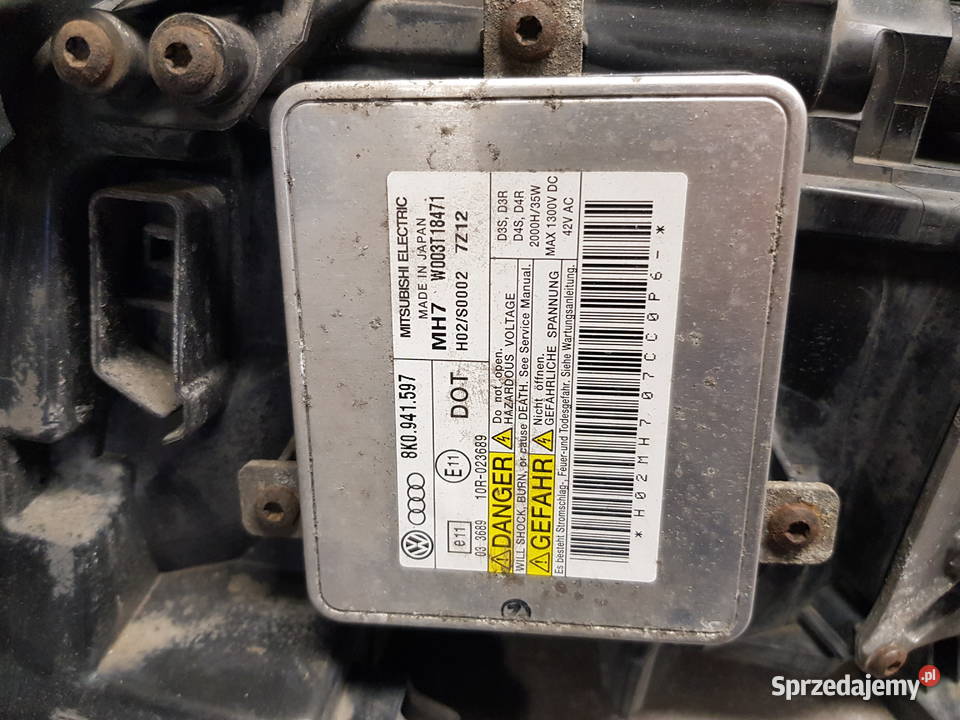 8K0.941.597
MITSUBISHI ELECTRIC
MADE IN JAPAN
MH7 W003T18471
H02/S0002 7Z12
e11
E11
DOT
03 3689
10R-023689
D3S, D3R
D4S, D4R
2000H/35W
MAX 1300V DC
42V AC
DANGER
Do not open.
HAZARDOUS VOLTAGE
WILL SHOCK, BURN, or cause DEATH. See Service Manual.
GEFAHR
Nicht öffnen.
GEFÄHRLICHE SPANNUNG
Es besteht Stromschlag-, Feuer-und Todesgefahr. Siehe Wartungsanleitung.
*H02MH707CC0P6-*
Sprzedajemy.pl